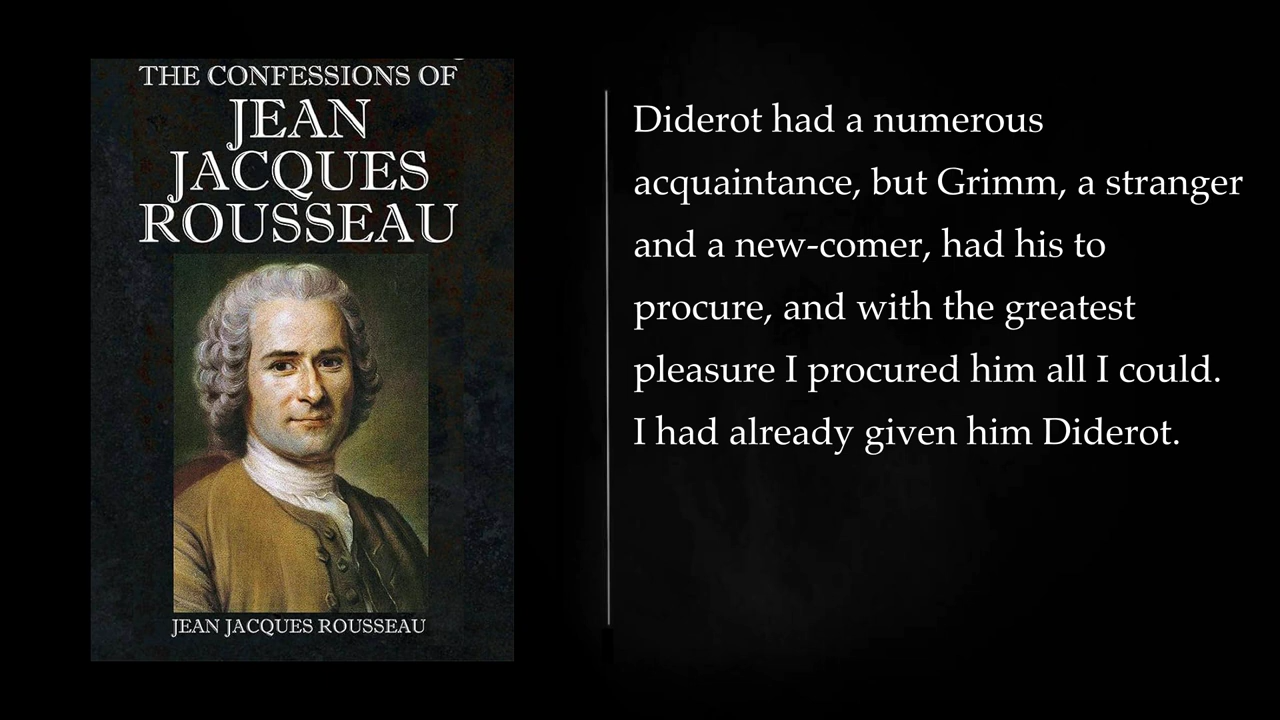 THE CONFESSIONS OF
JEAN
JACQUES
ROUSSEAU
JEAN JACQUES ROUSSEAU
Diderot had a numerous
acquaintance, but Grimm, a stranger
and a new-comer, had his to
procure, and with the greatest
pleasure I procured him all I could.
I had already given him Diderot.